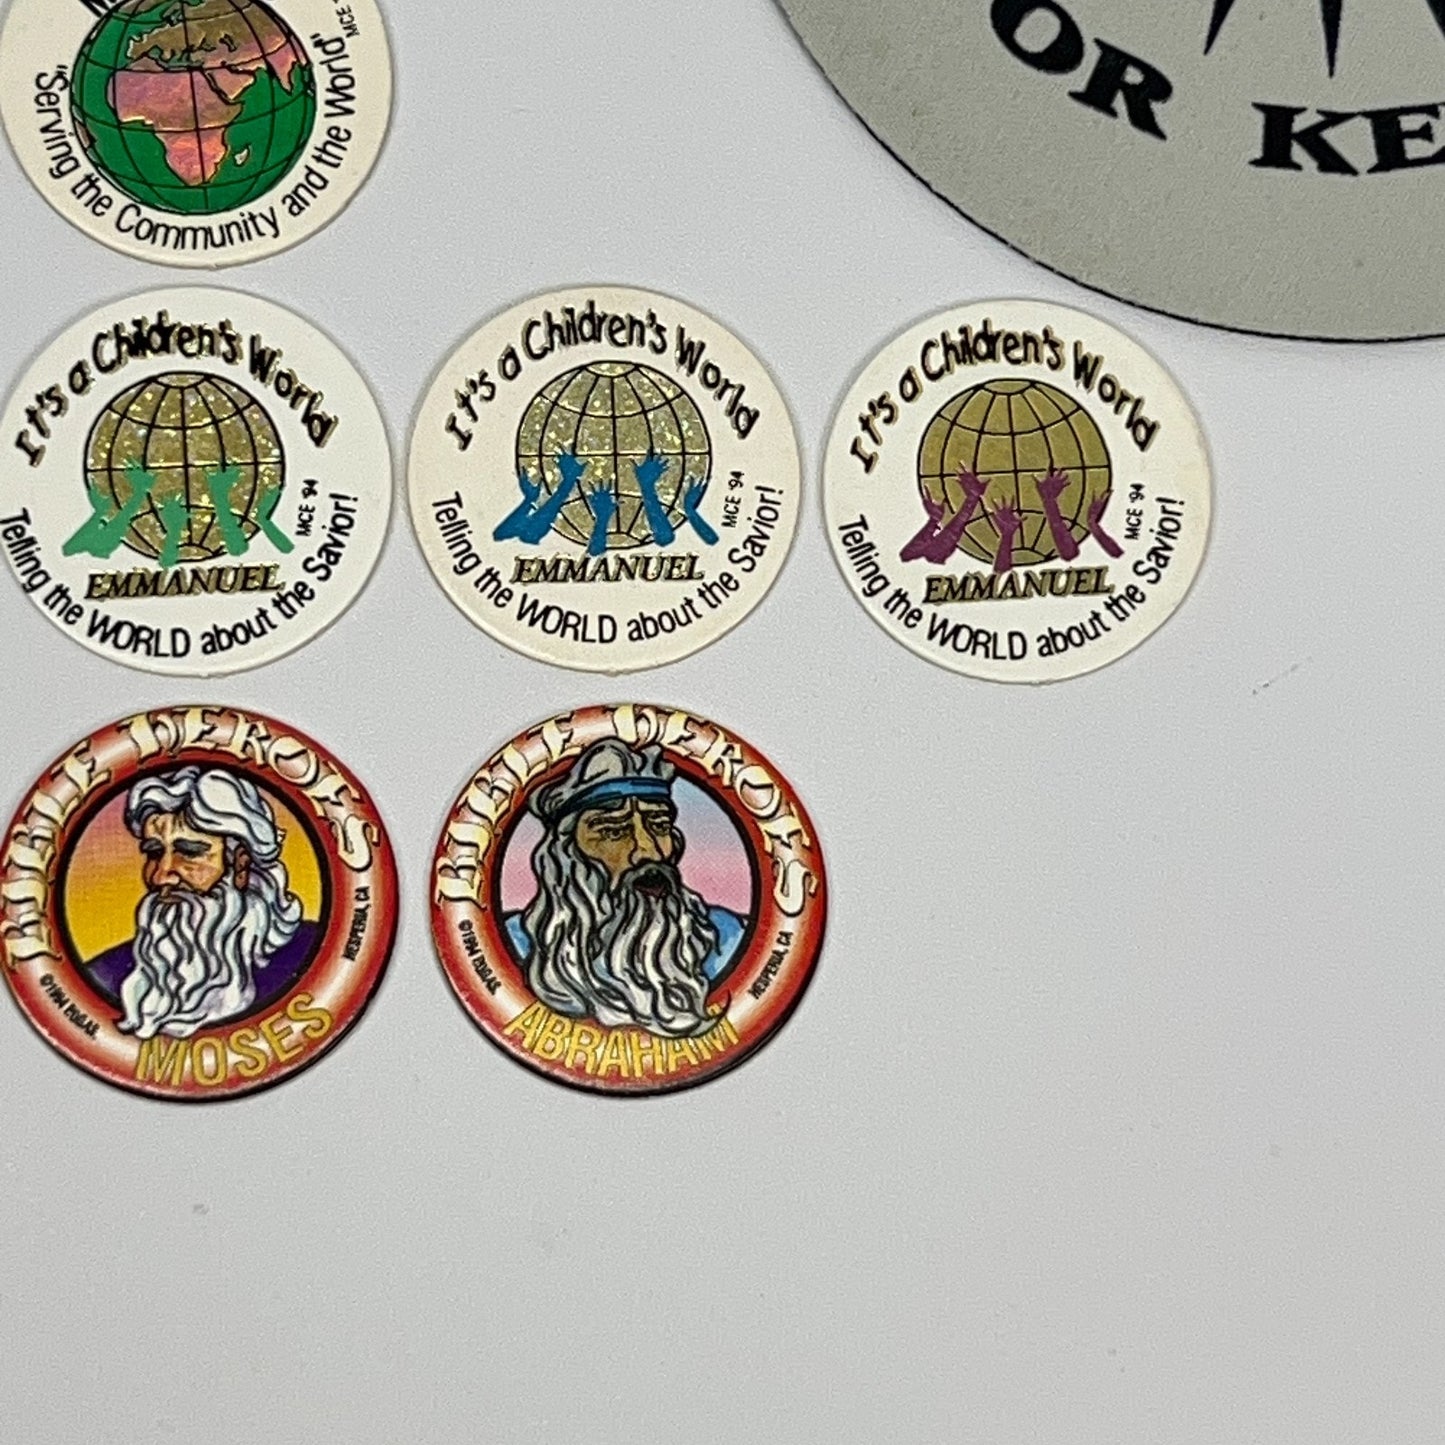 "Serving the Community and the World"
MCE
OR KE
It's a Children's World
MCE '94
EMMANUEL
Telling the WORLD about the Savior!
It's a Children's World
MCE '94
EMMANUEL
Telling the WORLD about the Savior!
It's a Children's World
MCE '94
EMMANUEL
Telling the WORLD about the Savior!
BIBLE HEROES
HESPERIA, CA
MOSES
BIBLE HEROES
HESPERIA, CA
ABRAHAM